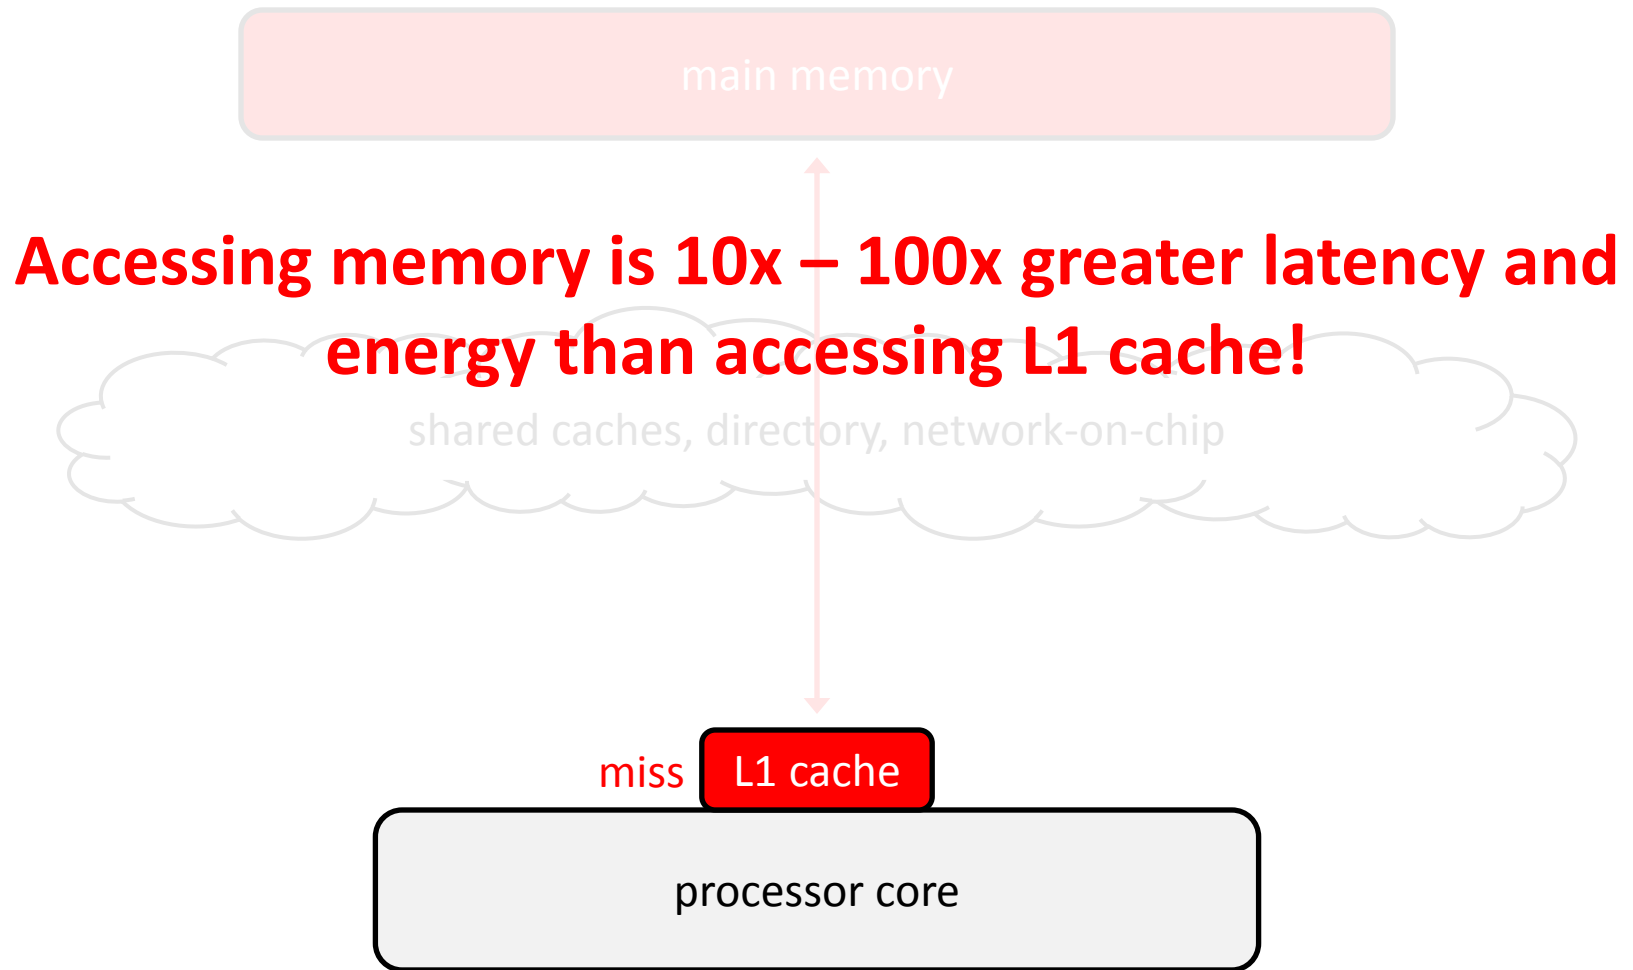 main memory
Accessing memory is 10x – 100x greater latency and
energy than accessing L1 cache!
shared caches, directory, network-on-chip
miss
L1 cache
processor core